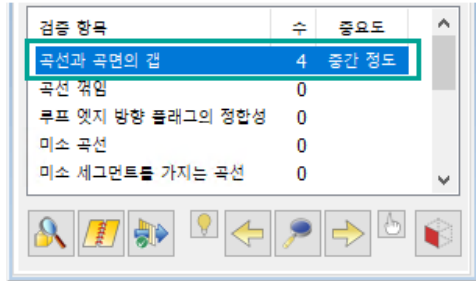 검증 항목 수 중요도
곡선과 곡면의 갭 4 중간 정도
곡선 꺾임 0
루프 엣지 방향 플래그의 정합성 0
미소 곡선 0
미소 세그먼트를 가지는 곡선 0